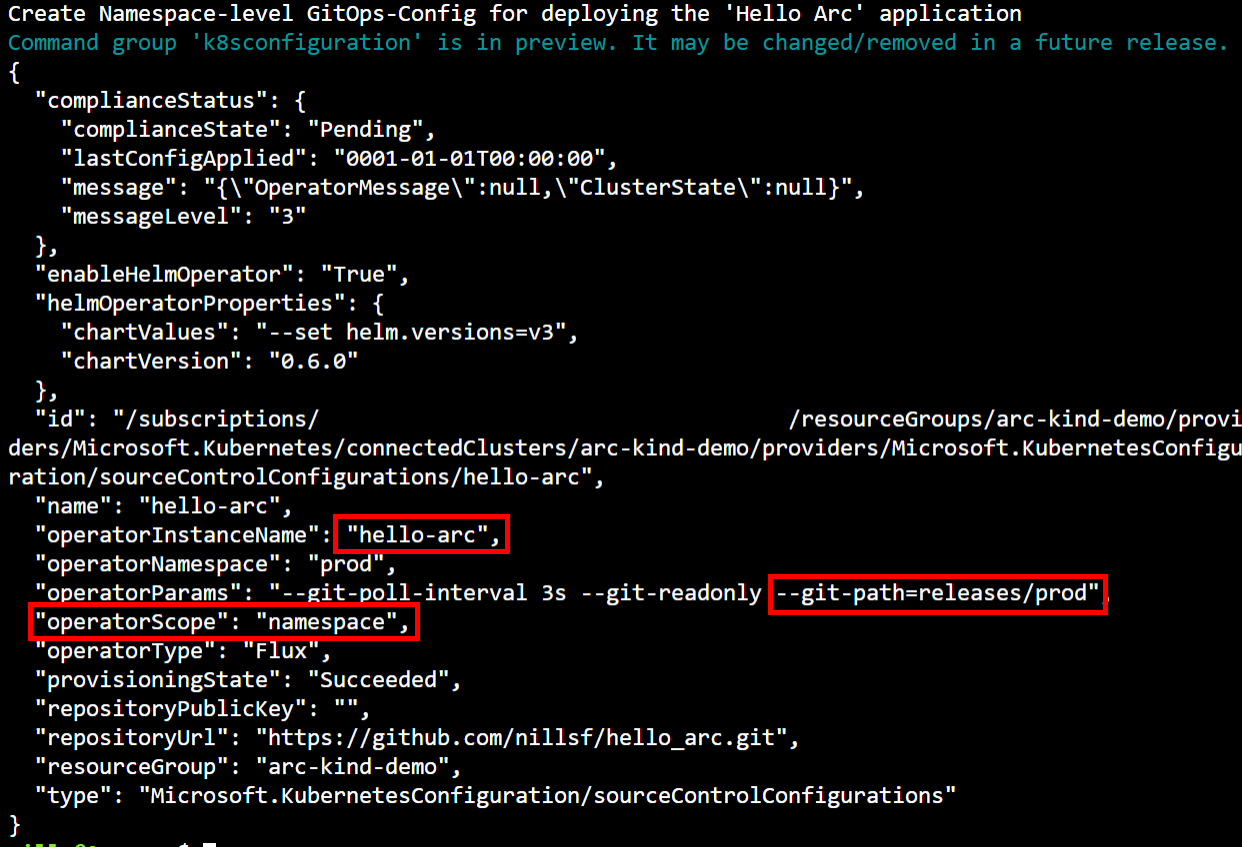 Create Namespace-level GitOps-Config for deploying the 'Hello Arc' application
Command group 'k8sconfiguration' is in preview. It may be changed/removed in a future release.
{
  "complianceStatus": {
    "complianceState": "Pending",
    "lastConfigApplied": "0001-01-01T00:00:00",
    "message": "{\"OperatorMessage\":null,\"ClusterState\":null}",
    "messageLevel": "3"
  },
  "enableHelmOperator": "True",
  "helmOperatorProperties": {
    "chartValues": "--set helm.versions=v3",
    "chartVersion": "0.6.0"
  },
  "id": "/subscriptions/                                    /resourceGroups/arc-kind-demo/provi
ders/Microsoft.Kubernetes/connectedClusters/arc-kind-demo/providers/Microsoft.KubernetesConfigu
ration/sourceControlConfigurations/hello-arc",
  "name": "hello-arc",
  "operatorInstanceName": "hello-arc",
  "operatorNamespace": "prod",
  "operatorParams": "--git-poll-interval 3s --git-readonly --git-path=releases/prod",
  "operatorScope": "namespace",
  "operatorType": "Flux",
  "provisioningState": "Succeeded",
  "repositoryPublicKey": "",
  "repositoryUrl": "https://github.com/nillsf/hello_arc.git",
  "resourceGroup": "arc-kind-demo",
  "type": "Microsoft.KubernetesConfiguration/sourceControlConfigurations"
}